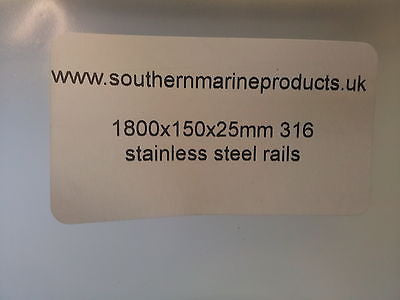 www.southernmarineproducts.uk
1800x150x25mm 316
stainless steel rails